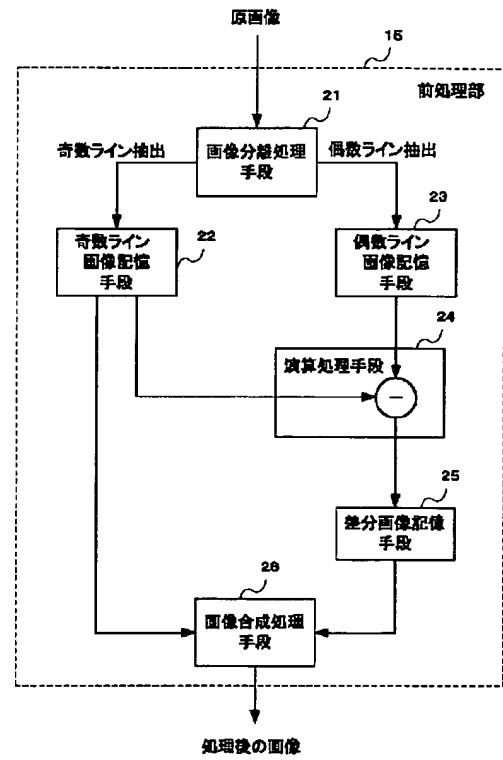 原画像
15
前処理部
21
画像分離処理
手段
奇数ライン抽出
偶数ライン抽出
奇数ライン
画像記憶
手段
22
23
偶数ライン
画像記憶
手段
24
演算処理手段
−
25
差分画像記憶
手段
26
画像合成処理
手段
処理後の画像